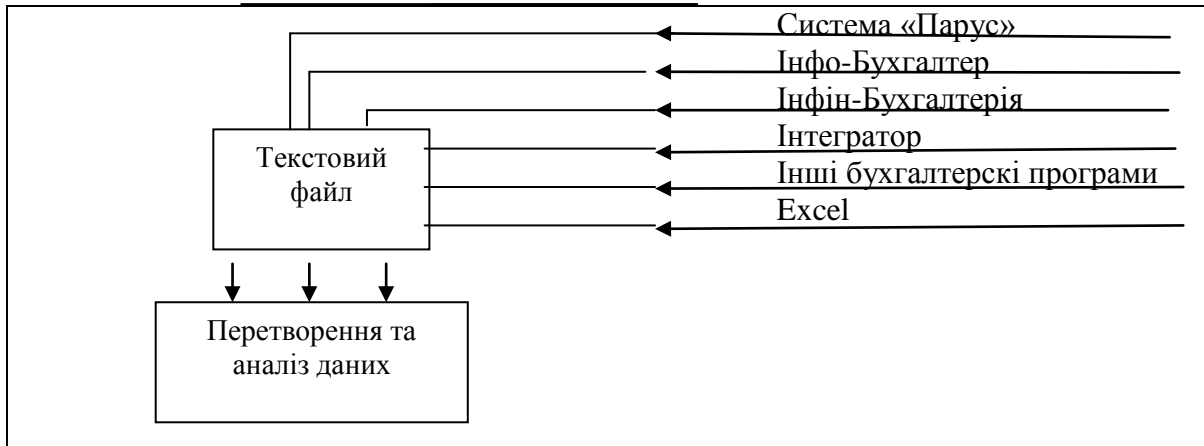 Система «Парус»
Інфо-Бухгалтер
Інфін-Бухгалтерія
Інтегратор
Інші бухгалтерскі програми
Excel
Текстовий
файл
Перетворення та
аналіз даних